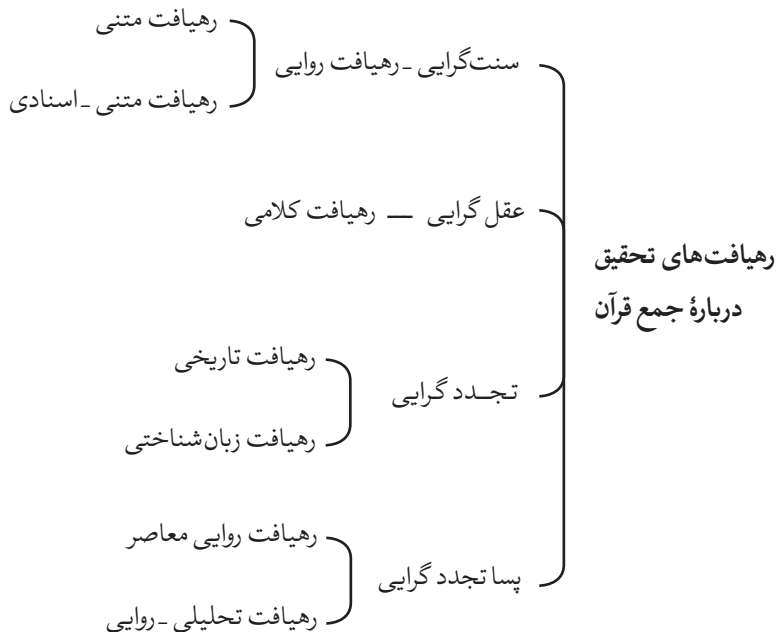 رهیافت‌های تحقیق
دربارهٔ جمع قرآن
سنت‌گرایی - رهیافت روایی
رهیافت متنی
رهیافت متنی - اسنادی
عقل گرایی — رهیافت کلامی
تجـــدد گرایی
رهیافت تاریخی
رهیافت زبان‌شناختی
پسا تجدد گرایی
رهیافت روایی معاصر
رهیافت تحلیلی - روایی